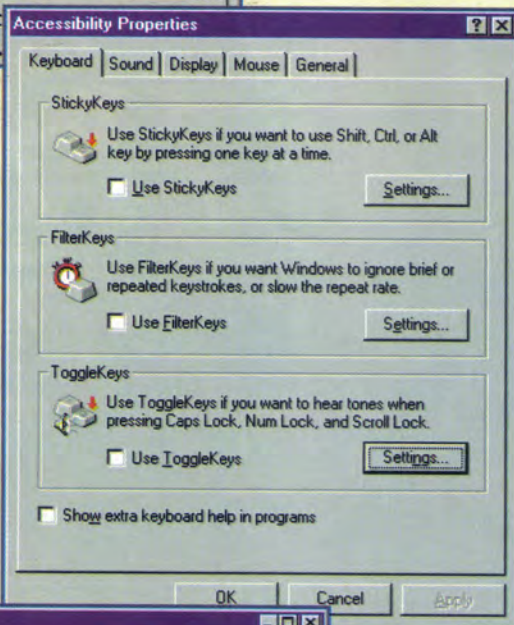 Accessibility Properties
Keyboard Sound Display Mouse General
StickyKeys
Use StickyKeys if you want to use Shift, Ctrl, or Alt
key by pressing one key at a time.
Use StickyKeys
Settings...
FilterKeys
Use FilterKeys if you want Windows to ignore brief or
repeated keystrokes, or slow the repeat rate.
Use FilterKeys
Settings...
ToggleKeys
Use ToggleKeys if you want to hear tones when
pressing Caps Lock, Num Lock, and Scroll Lock.
Use ToggleKeys
Settings...
Show extra keyboard help in programs
OK Cancel Apply